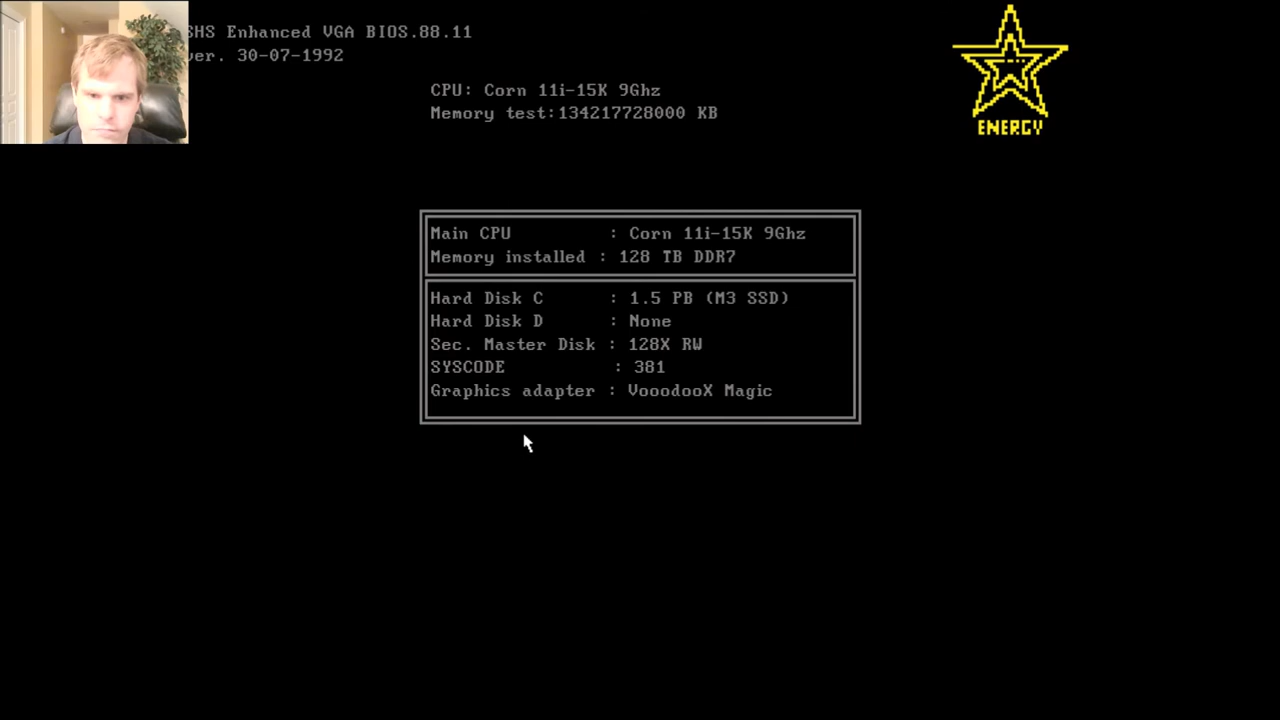 SHS Enhanced VGA BIOS.88.11
ver. 30-07-1992
CPU: Corn 11i-15K 9Ghz
Memory test:134217728000 KB
ENERGY
Main CPU : Corn 11i-15K 9Ghz
Memory installed : 128 TB DDR7
Hard Disk C : 1.5 PB (M3 SSD)
Hard Disk D : None
Sec. Master Disk : 128X RW
SYSCODE : 381
Graphics adapter : VooodooX Magic